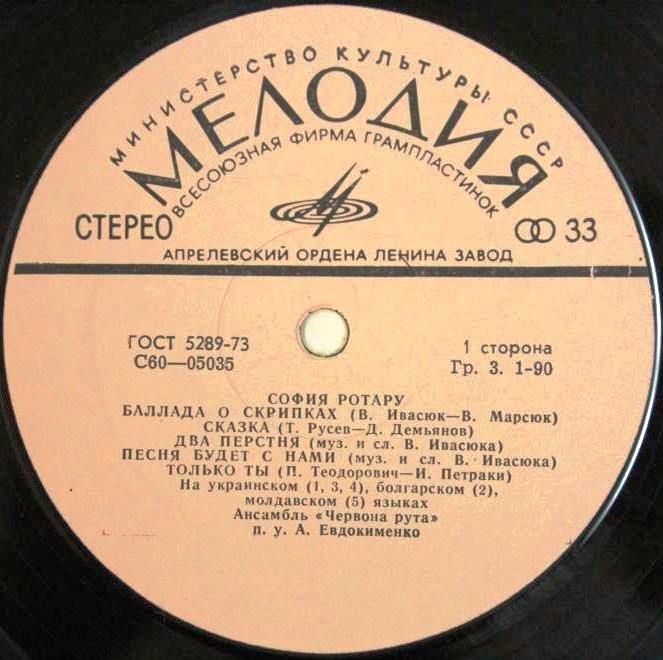 МИНИСТЕРСТВО КУЛЬТУРЫ СССР
МЕЛОДИЯ
ВСЕСОЮЗНАЯ ФИРМА ГРАМПЛАСТИНОК
СТЕРЕО
33
АПРЕЛЕВСКИЙ ОРДЕНА ЛЕНИНА ЗАВОД
ГОСТ 5289-73
С60—05035
1 сторона
Гр. 3. 1-90
СОФИЯ РОТАРУ
БАЛЛАДА О СКРИПКАХ (В. Ивасюк—В. Марсюк)
СКАЗКА (Т. Русев—Д. Демьянов)
ДВА ПЕРСТНЯ (муз. и сл. В. Ивасюка)
ПЕСНЯ БУДЕТ С НАМИ (муз. и сл. В. Ивасюка)
ТОЛЬКО ТЫ (П. Теодорович—И. Петраки)
На украинском (1, 3, 4), болгарском (2),
молдавском (5) языках
Ансамбль «Червона рута»
п. у. А. Евдокименко